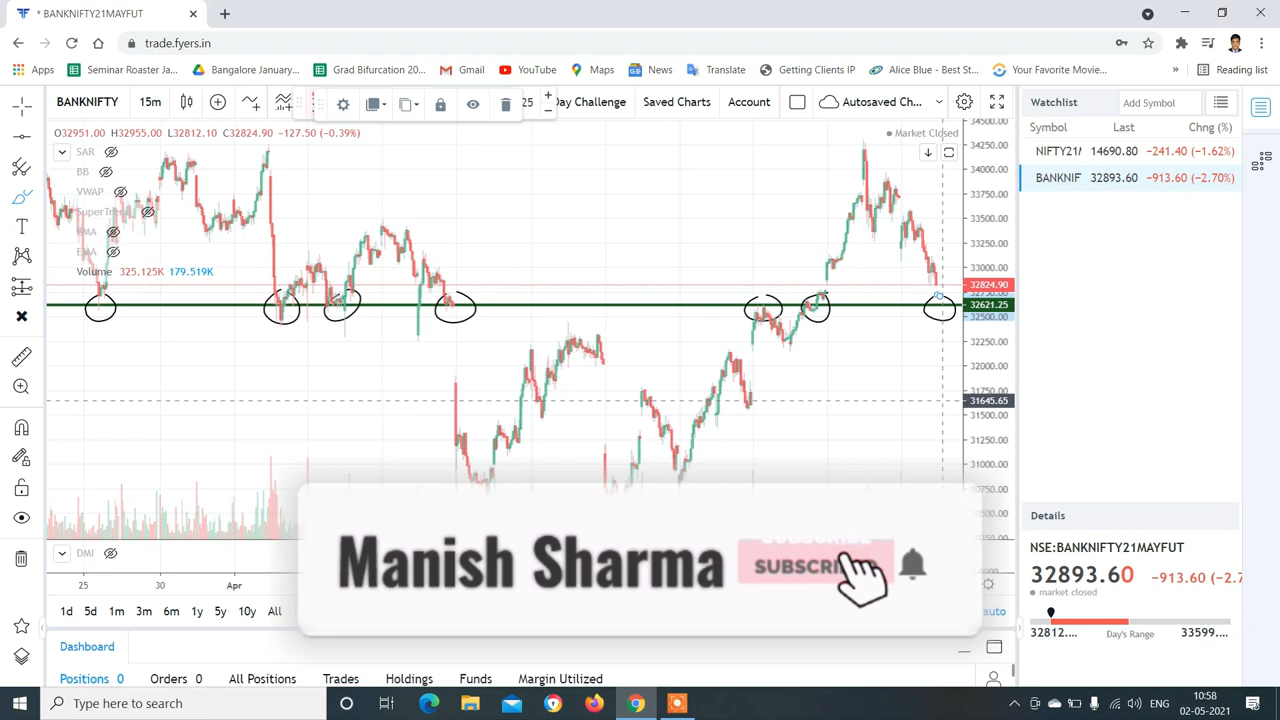 * BANKNIFTY21MAYFUT
trade.fyers.in
Apps Seminar Roaster Ja... Bangalore January... Grad Bifurcation 20... Gmail YouTube Maps News Translate Getting Clients IP Alice Blue - Best St... Your Favorite Movie... » Reading list
BANKNIFTY 15m 25 Day Challenge Saved Charts Account Autosaved Ch...
Watchlist Add Symbol
O32951.00 H32955.00 L32812.10 C32824.90 −127.50 (−0.39%)
Market Closed
Symbol Last Chng (%)
SAR
BB
VWAP
SuperTrend
EMA
Volume 325.125K 179.519K
NIFTY21 14690.80 −241.40 (−1.62%)
BANKNIF 32893.60 −913.60 (−2.70%)
34500.00
34250.00
34000.00
33750.00
33500.00
33250.00
33000.00
32824.90
32750.00
32621.25
32500.00
32250.00
32000.00
31750.00
31645.65
31500.00
31250.00
31000.00
30750.00
30500.00
DMI
25 30 Apr
1d 5d 1m 3m 6m 1y 5y 10y All
auto
Manish Sharma
SUBSCRIBE
SUBSCRI
Details
NSE:BANKNIFTY21MAYFUT
32893.60 −913.60 (−2.7
market closed
32812.... Day's Range 33599....
Dashboard
Positions 0 Orders 0 All Positions Trades Holdings Funds Margin Utilized
Type here to search
ENG
10:58
02-05-2021